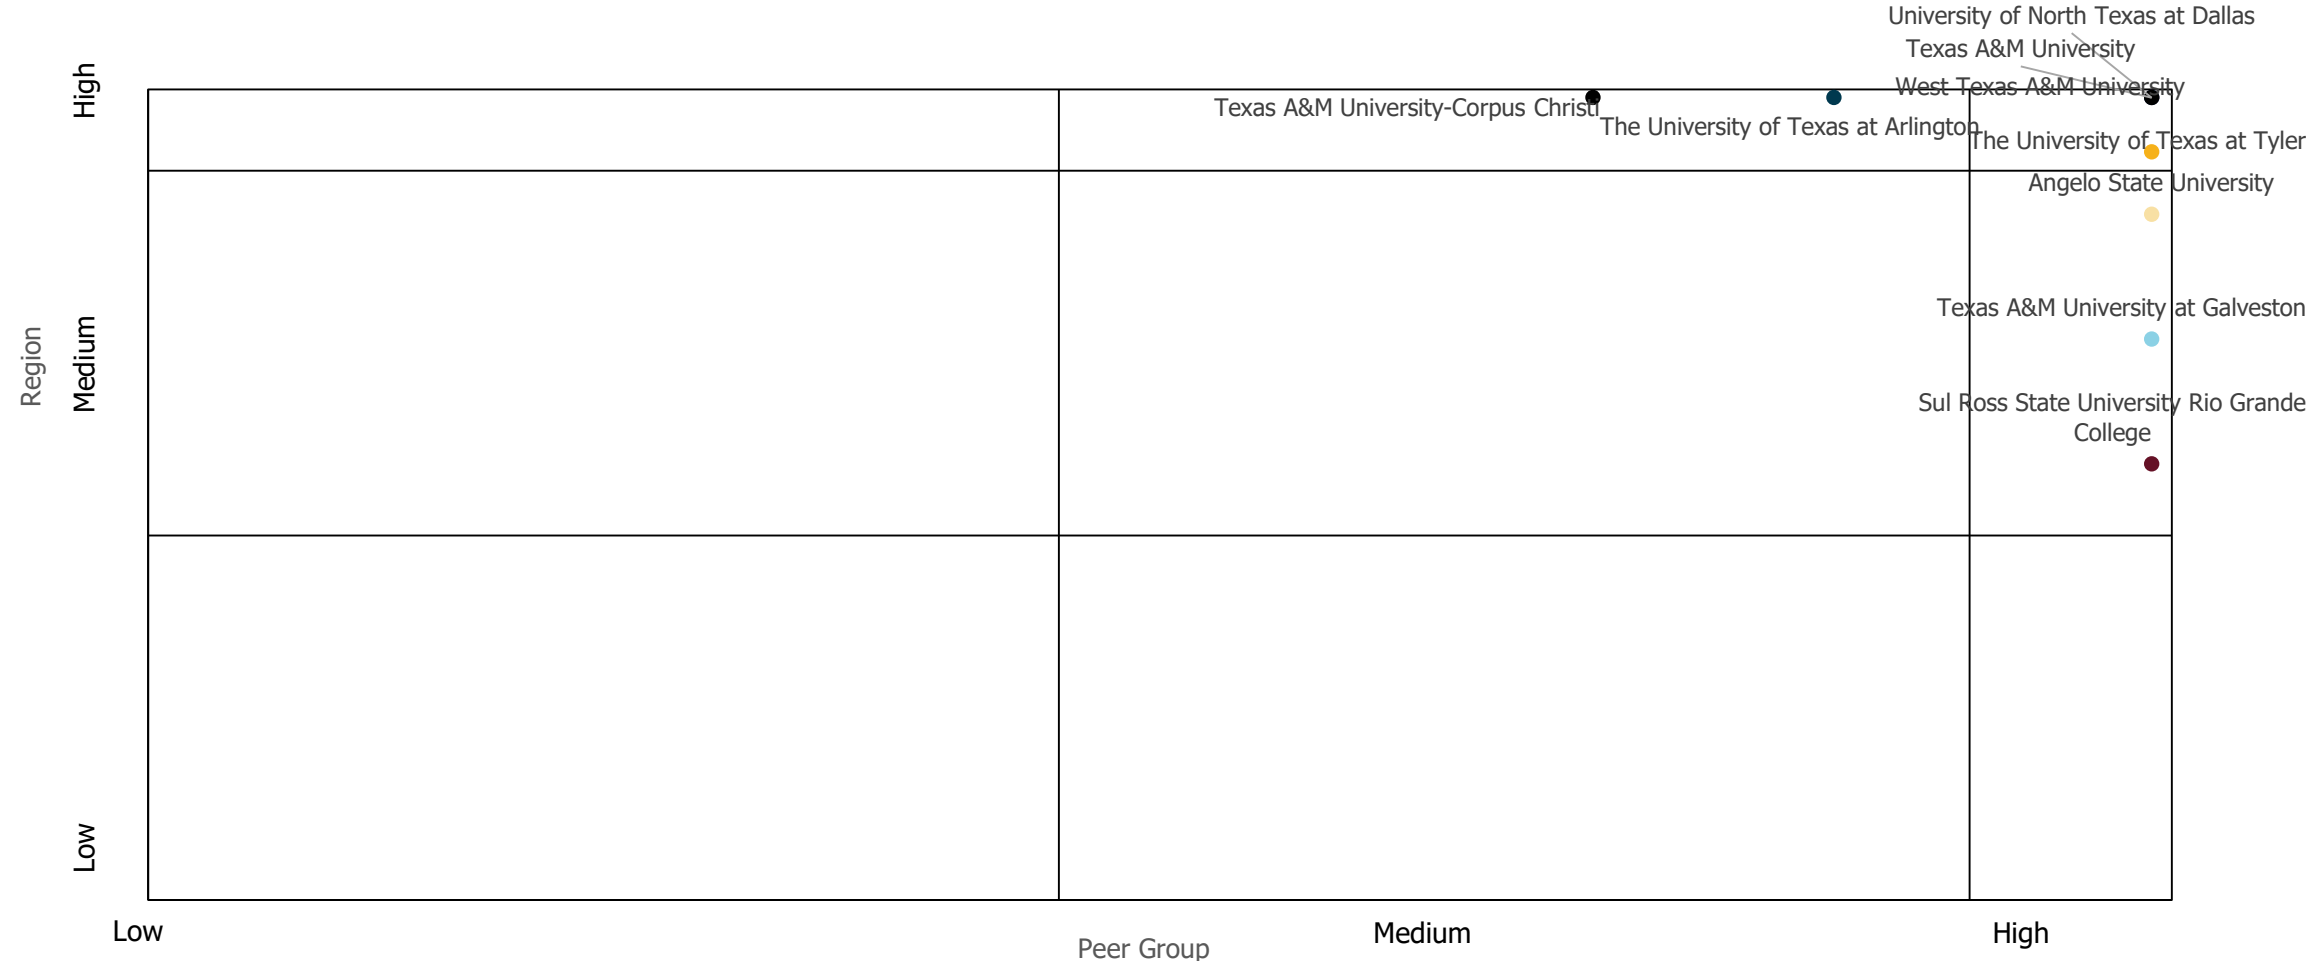 University of North Texas at Dallas
Texas A&M University
West Texas A&M University
Texas A&M University-Corpus Christi
The University of Texas at Arlington
The University of Texas at Tyler
Angelo State University
Texas A&M University at Galveston
Sul Ross State University Rio Grande
College
High
Medium
Low
Region
Low
Medium
High
Peer Group